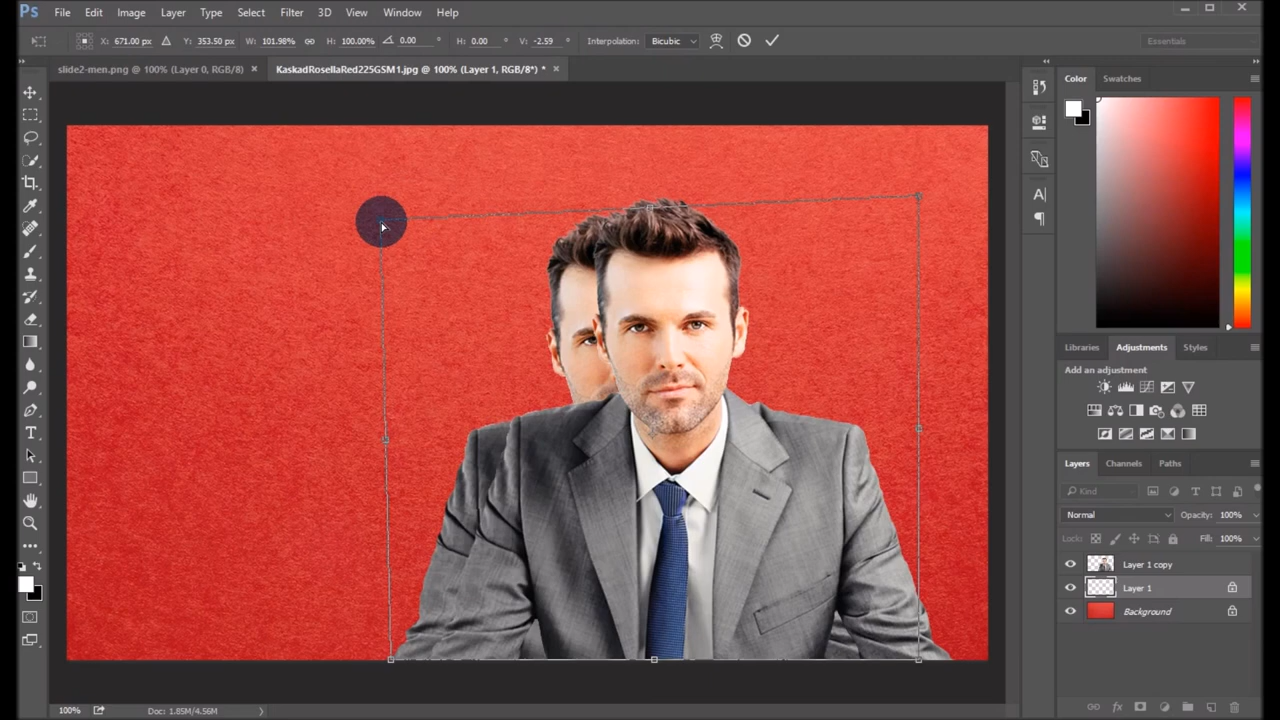 Ps File Edit Image Layer Type Select Filter 3D View Window Help
X: 671.00 px Y: 353.50 px W: 101.98% H: 100.00% 0.00 ° H: 0.00 ° V: -2.59 ° Interpolation: Bicubic Essentials
slide2-men.png @ 100% (Layer 0, RGB/8) × KaskadRosellaRed225GSM1.jpg @ 100% (Layer 1, RGB/8*) * ×
Color Swatches
Libraries Adjustments Styles
Add an adjustment
Layers Channels Paths
Kind
Normal Opacity: 100%
Lock: Fill: 100%
Layer 1 copy
Layer 1
Background
100% Doc: 1.85M/4.56M